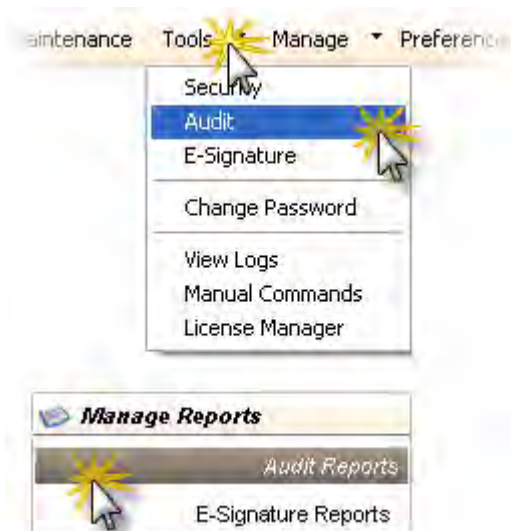 aintenance Tools Manage Preference
Security
Audit
E-Signature
Change Password
View Logs
Manual Commands
License Manager
Manage Reports
Audit Reports
E-Signature Reports